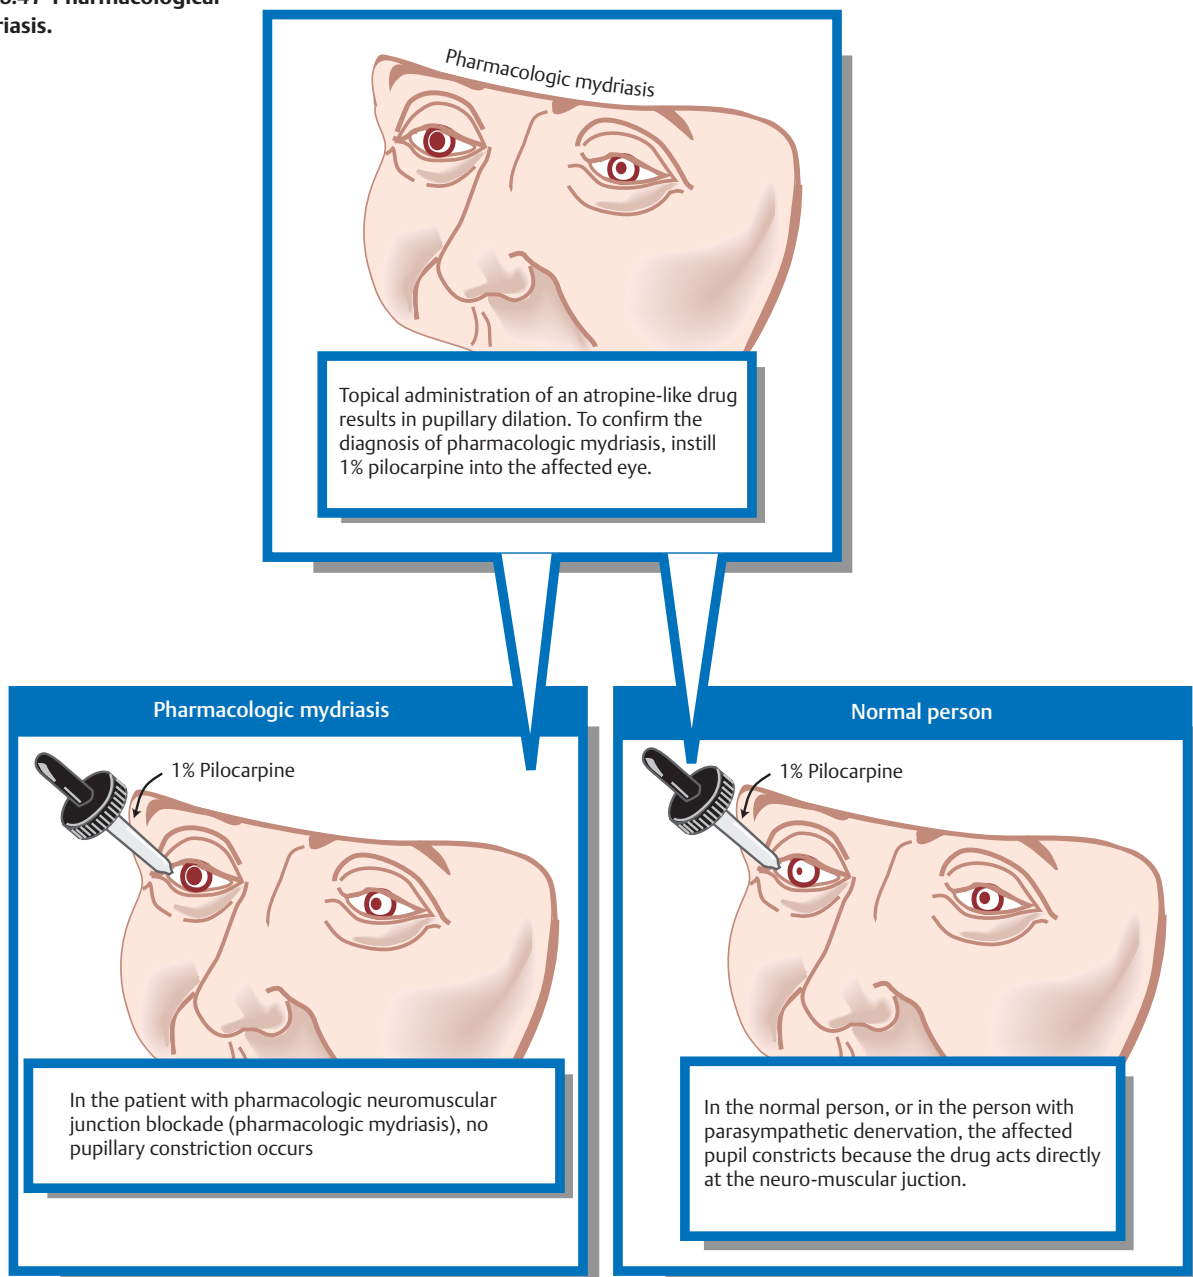 Pharmacological
riasis.
Pharmacologic mydriasis
Topical administration of an atropine-like drug
results in pupillary dilation. To confirm the
diagnosis of pharmacologic mydriasis, instill
1% pilocarpine into the affected eye.
Pharmacologic mydriasis
1% Pilocarpine
In the patient with pharmacologic neuromuscular
junction blockade (pharmacologic mydriasis), no
pupillary constriction occurs
Normal person
1% Pilocarpine
In the normal person, or in the person with
parasympathetic denervation, the affected
pupil constricts because the drug acts directly
at the neuro-muscular juction.